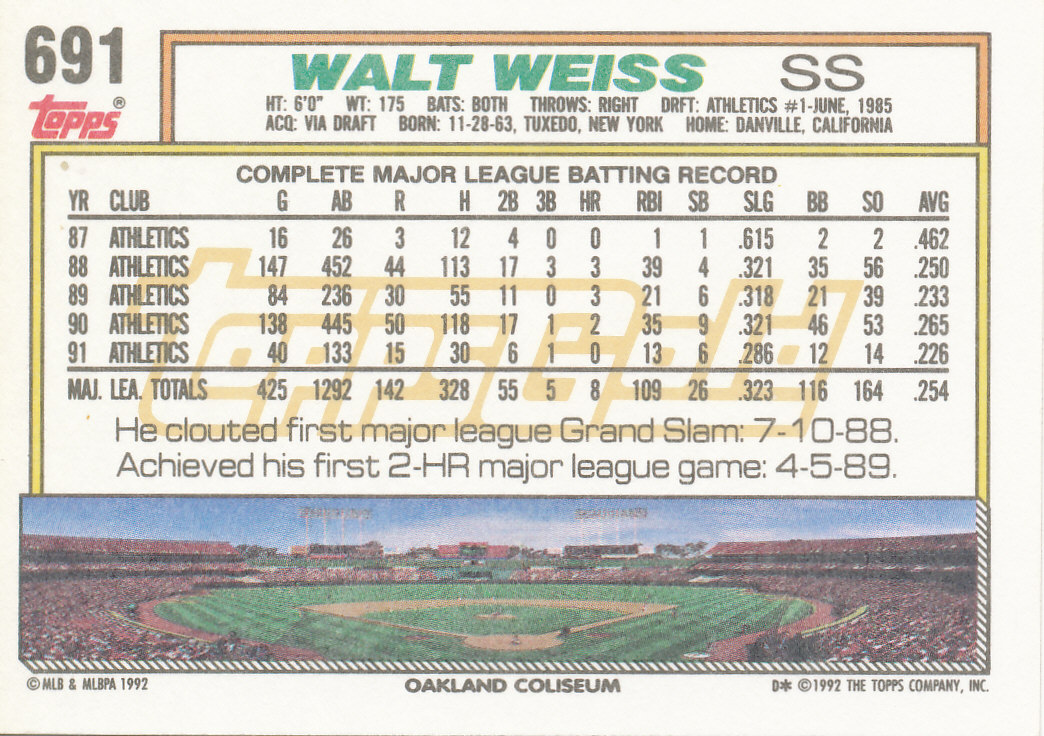 691
topps®
WALT WEISS SS
HT: 6'0" WT: 175 BATS: BOTH THROWS: RIGHT DRFT: ATHLETICS #1-JUNE, 1985
ACQ: VIA DRAFT BORN: 11-28-63, TUXEDO, NEW YORK HOME: DANVILLE, CALIFORNIA
COMPLETE MAJOR LEAGUE BATTING RECORD
YR CLUB G AB R H 2B 3B HR RBI SB SLG BB SO AVG
87 ATHLETICS 16 26 3 12 4 0 0 1 1 .615 2 2 .462
88 ATHLETICS 147 452 44 113 17 3 3 39 4 .321 35 56 .250
89 ATHLETICS 84 236 30 55 11 0 3 21 6 .318 21 39 .233
90 ATHLETICS 138 445 50 118 17 1 2 35 9 .321 46 53 .265
91 ATHLETICS 40 133 15 30 6 1 0 13 6 .286 12 14 .226
MAJ. LEA. TOTALS 425 1292 142 328 55 5 8 109 26 .323 116 164 .254
ToppsGold
He clouted first major league Grand Slam: 7-10-88.
Achieved his first 2-HR major league game: 4-5-89.
© MLB & MLBPA 1992 OAKLAND COLISEUM D* © 1992 THE TOPPS COMPANY, INC.